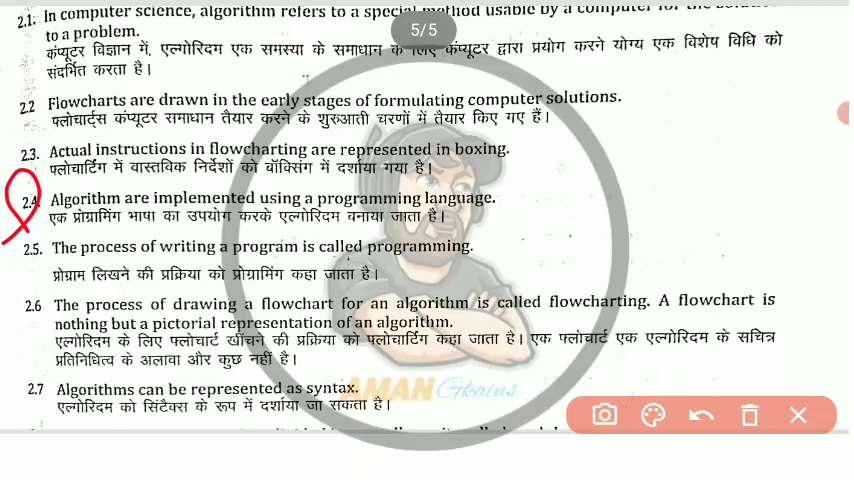 5/5
2.1. In computer science, algorithm refers to a special method usable by a computer for the
to a problem.
कंप्यूटर विज्ञान में, एल्गोरिदम एक समस्या के समाधान के लिए कंप्यूटर द्वारा प्रयोग करने योग्य एक विशेष विधि को
संदर्भित करता है।
2.2 Flowcharts are drawn in the early stages of formulating computer solutions.
फ्लोचार्ट्स कंप्यूटर समाधान तैयार करने के शुरुआती चरणों में तैयार किए गए हैं।
2.3. Actual instructions in flowcharting are represented in boxing.
फ्लोचार्टिंग में वास्तविक निर्देशों को बॉक्सिंग में दर्शाया गया है।
2.4. Algorithm are implemented using a programming language.
एक प्रोग्रामिंग भाषा का उपयोग करके एल्गोरिदम बनाया जाता है।
2.5. The process of writing a program is called programming.
प्रोग्राम लिखने की प्रक्रिया को प्रोग्रामिंग कहा जाता है।
2.6 The process of drawing a flowchart for an algorithm is called flowcharting. A flowchart is
nothing but a pictorial representation of an algorithm.
एल्गोरिदम के लिए फ्लोचार्ट खींचने की प्रक्रिया को फ्लोचार्टिंग कहा जाता है। एक फ्लोचार्ट एक एल्गोरिदम के सचित्र
प्रतिनिधित्व के अलावा और कुछ नहीं है।
2.7 Algorithms can be represented as syntax.
एल्गोरिदम को सिंटैक्स के रूप में दर्शाया जा सकता है।
AMAN